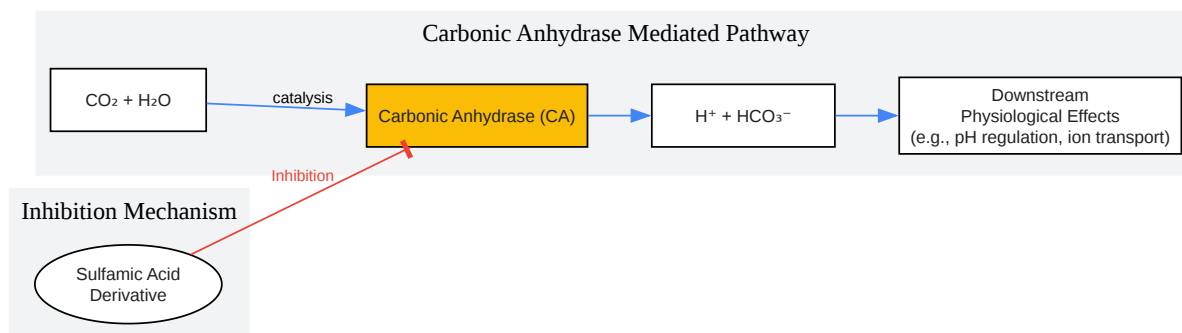 Carbonic Anhydrase Mediated Pathway
CO₂ + H₂O
catalysis
Carbonic Anhydrase (CA)
H⁺ + HCO₃⁻
Downstream
Physiological Effects
(e.g., pH regulation, ion transport)
Inhibition
Inhibition Mechanism
Sulfamic Acid
Derivative